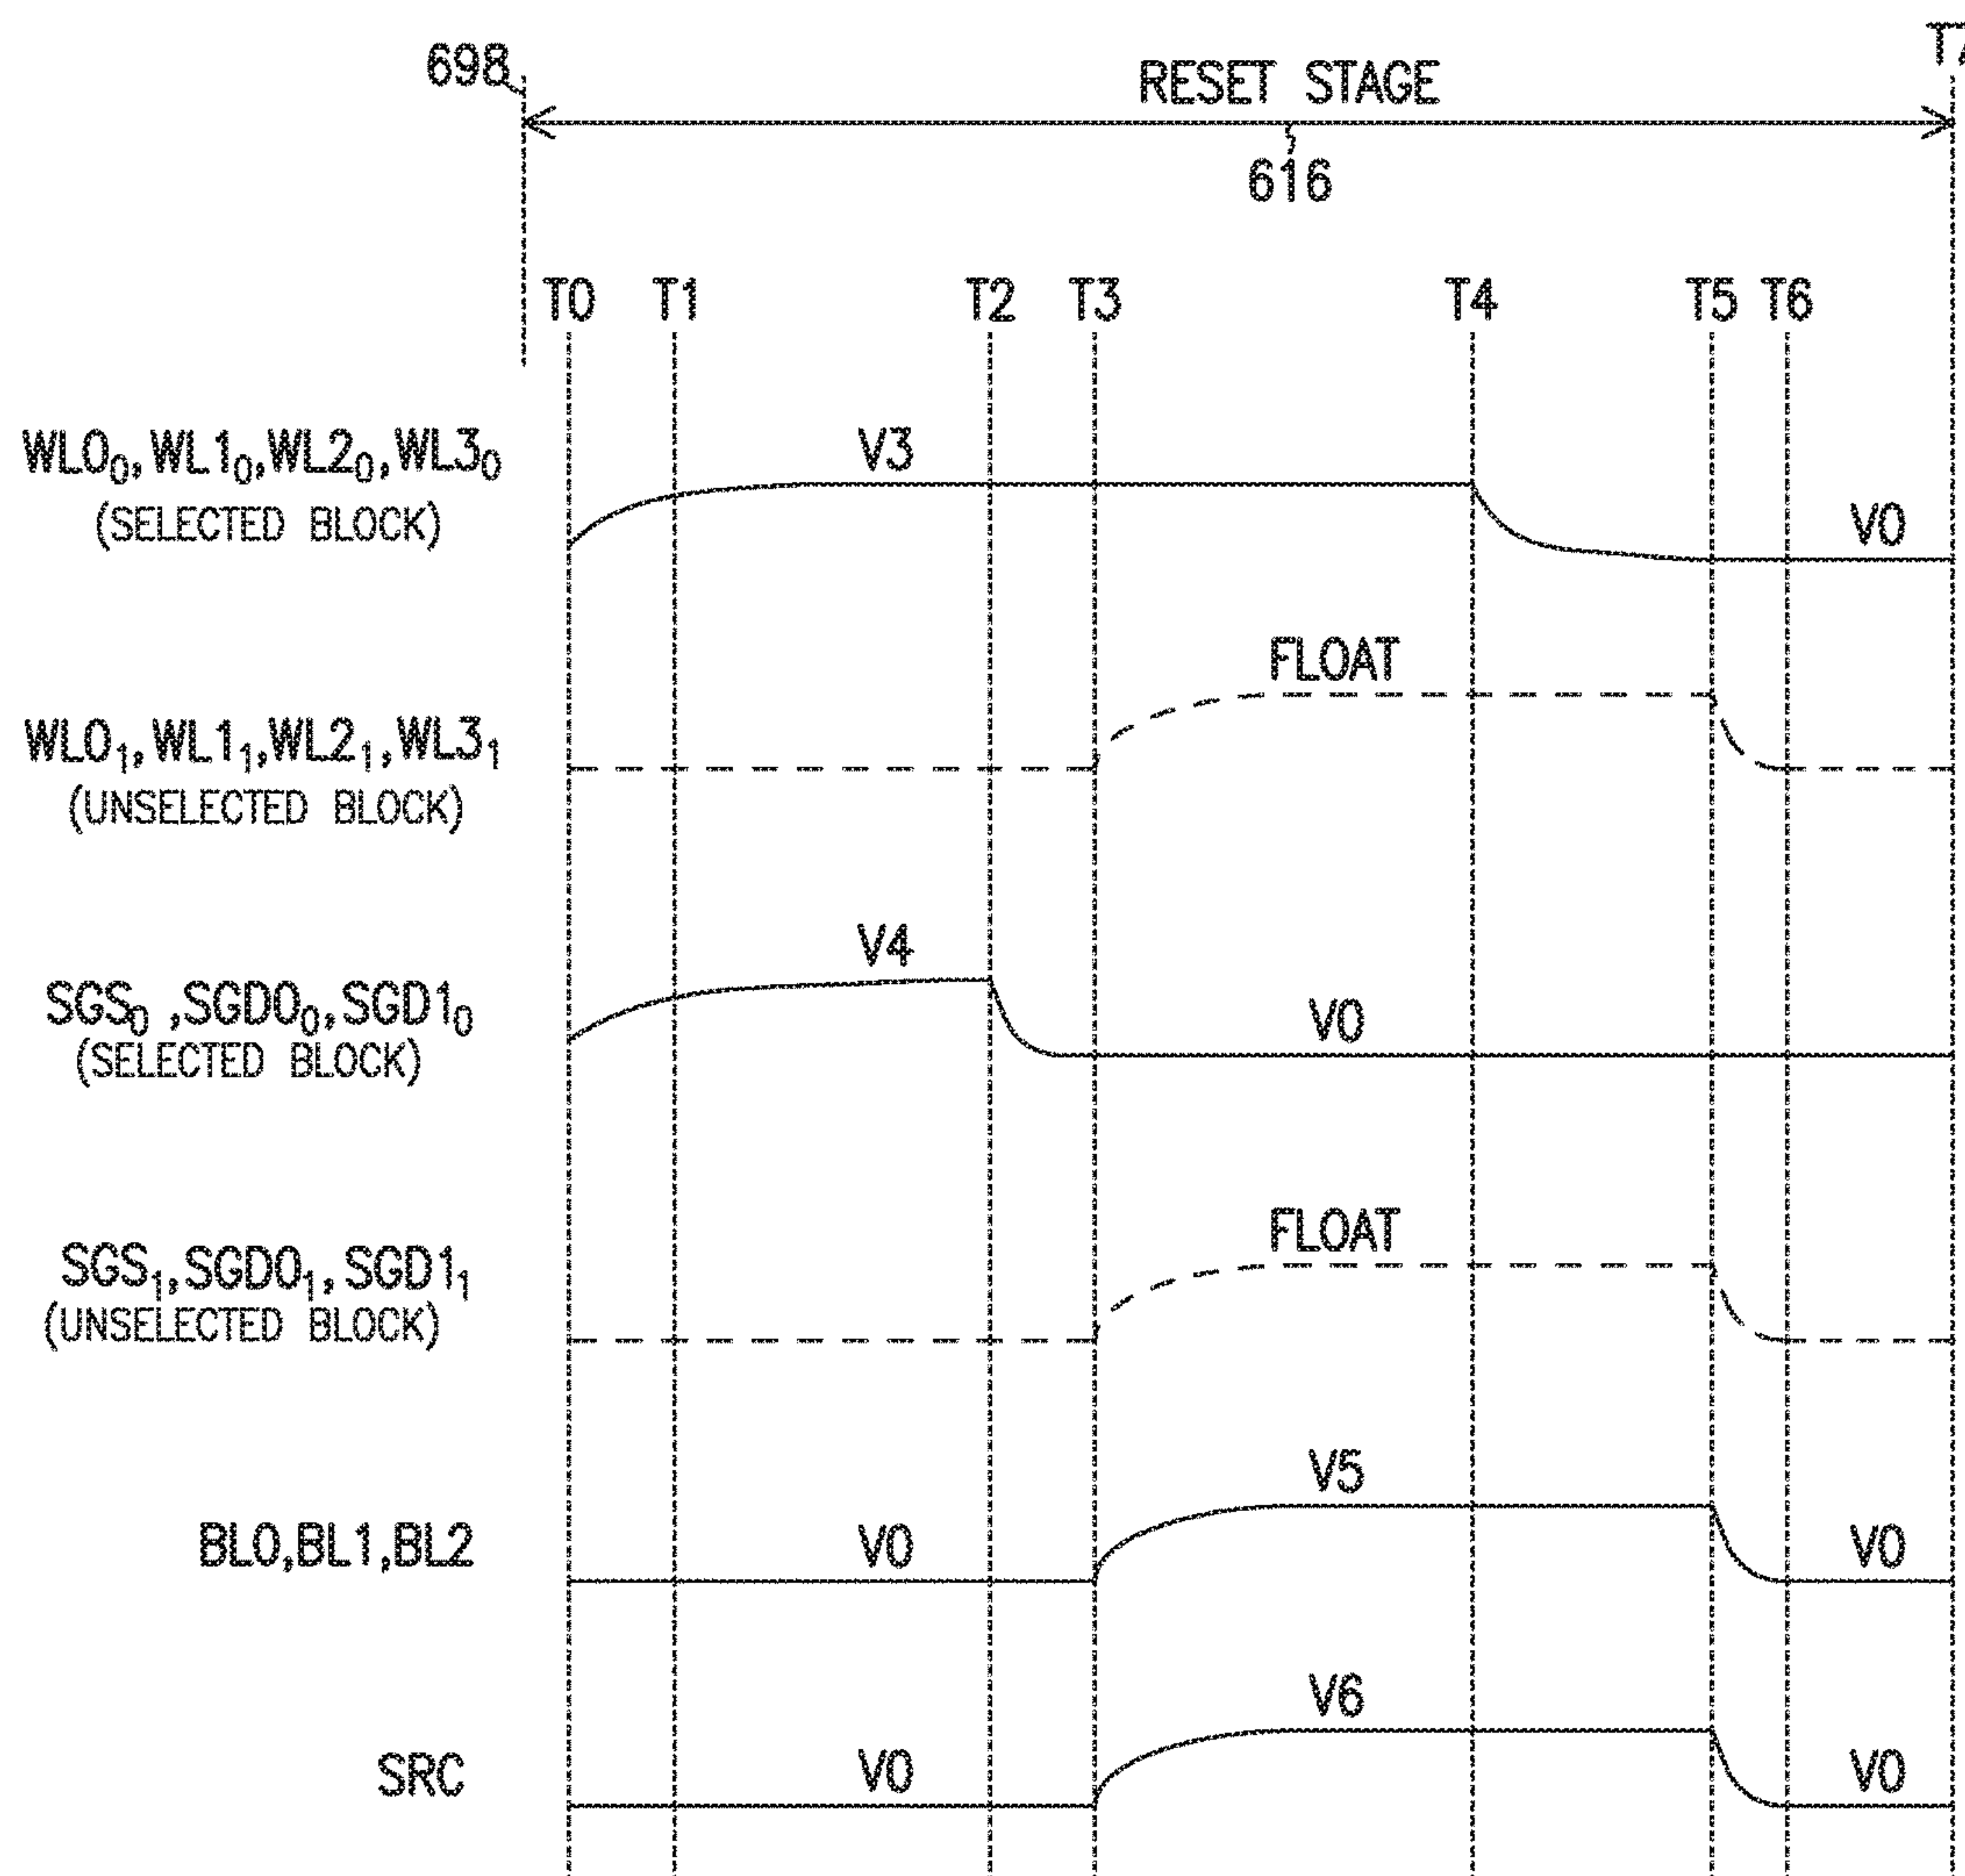 698
RESET STAGE
T7
616
T0 T1 T2 T3 T4 T5 T6
WL0₀, WL1₀, WL2₀, WL3₀
(SELECTED BLOCK)
V3
V0
WL0₁, WL1₁, WL2₁, WL3₁
(UNSELECTED BLOCK)
FLOAT
SGS₀ ,SGD0₀, SGD1₀
(SELECTED BLOCK)
V4
V0
SGS₁, SGD0₁, SGD1₁
(UNSELECTED BLOCK)
FLOAT
BL0,BL1,BL2
V0
V5
V0
SRC
V0
V6
V0